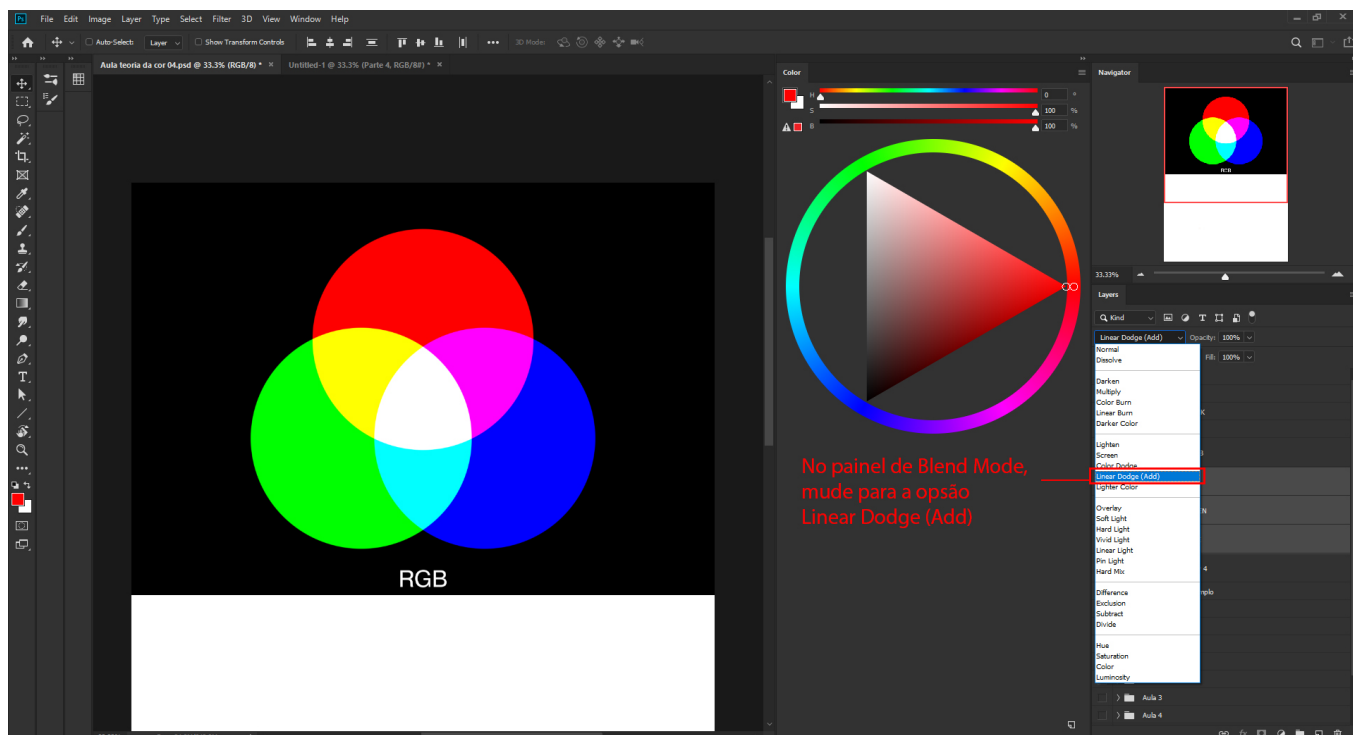 Ps File Edit Image Layer Type Select Filter 3D View Window Help
Auto-Select: Layer Show Transform Controls 3D Mode:
Aula teoria da cor 04.psd @ 33.3% (RGB/8) * × Untitled-1 @ 33.3% (Parte 4, RGB/8#) * ×
Color
H 0 °
S 100 %
B 100 %
RGB
No painel de Blend Mode,
mude para a opsão
Linear Dodge (Add)
Navigator
RGB
33.33%
Layers
Kind
Linear Dodge (Add) Opacity: 100%
Fill: 100%
Normal
Dissolve
Darken
Multiply
Color Burn
Linear Burn
Darker Color
Lighten
Screen
Color Dodge
Linear Dodge (Add)
Lighter Color
Overlay
Soft Light
Hard Light
Vivid Light
Linear Light
Pin Light
Hard Mix
Difference
Exclusion
Subtract
Divide
Hue
Saturation
Color
Luminosity
K
N
4
Aula 3
Aula 4